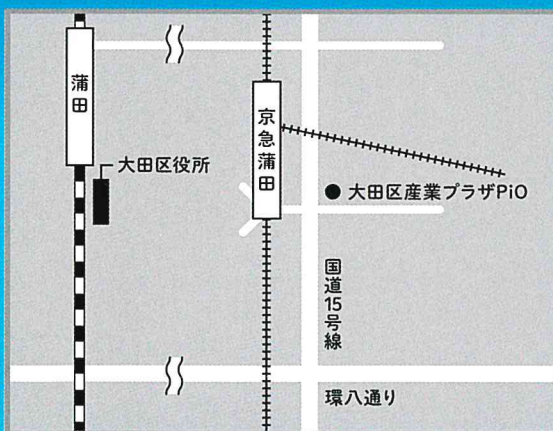 蒲田
京急蒲田
大田区役所
大田区産業プラザPiO
国道15号線
環八通り